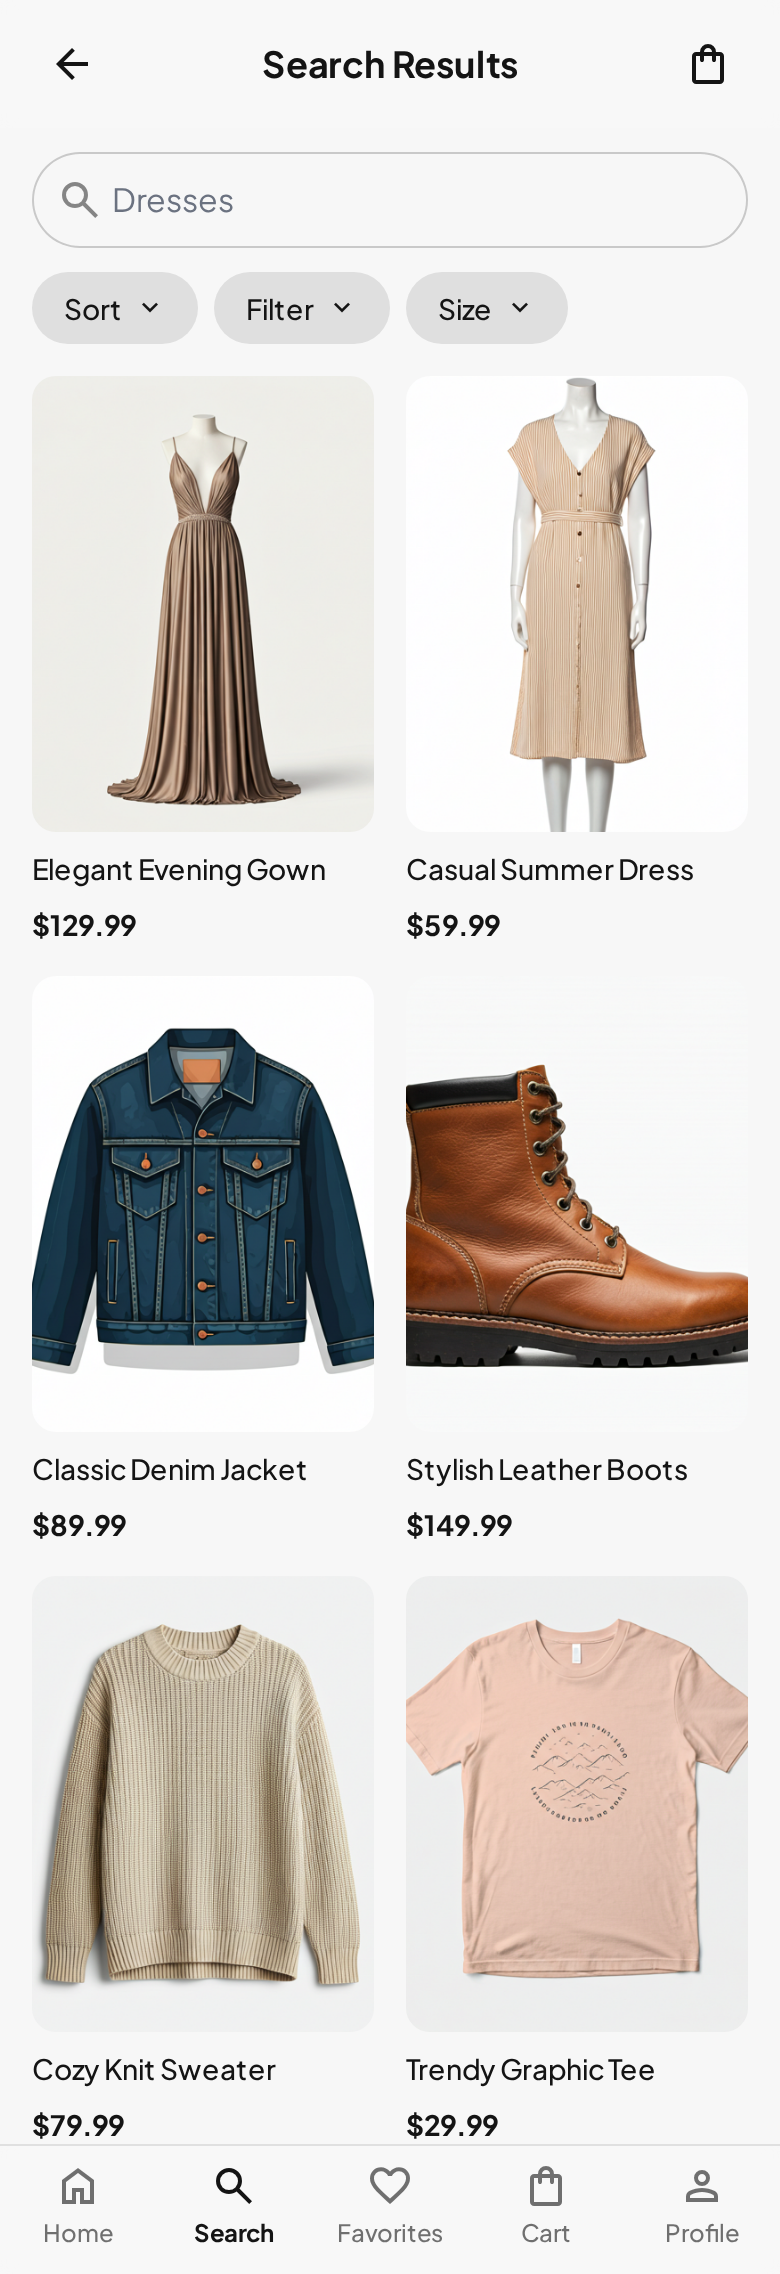 Search Results
Dresses
Sort
Filter
Size
Elegant Evening Gown
Casual Summer Dress
$129.99
$59.99
Classic Denim Jacket
Stylish Leather Boots
$89.99
$149.99
Cozy Knit Sweater
Trendy Graphic Tee
$79.99
$29.99
Home
Search
Favorites
Cart
Profile